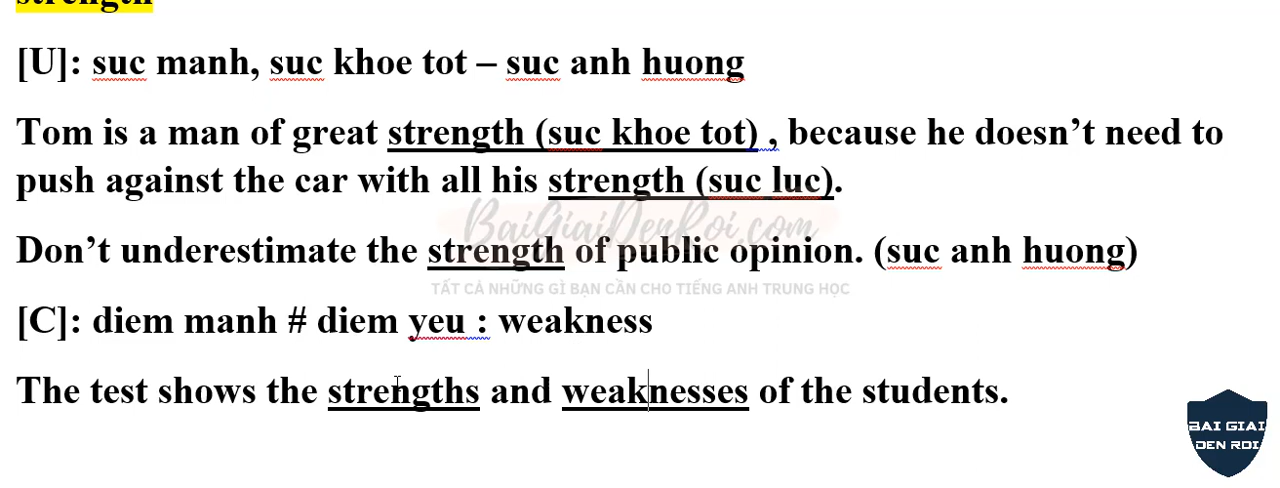 strength
[U]: suc manh, suc khoe tot – suc anh huong
Tom is a man of great strength (suc khoe tot) , because he doesn’t need to
push against the car with all his strength (suc luc).
BaiGiaiDenRoi.com
Don’t underestimate the strength of public opinion. (suc anh huong)
TẤT CẢ NHỮNG GÌ BẠN CẦN CHO TIẾNG ANH TRUNG HỌC
[C]: diem manh # diem yeu : weakness
The test shows the strengths and weaknesses of the students.
BAI GIAI
DEN ROI